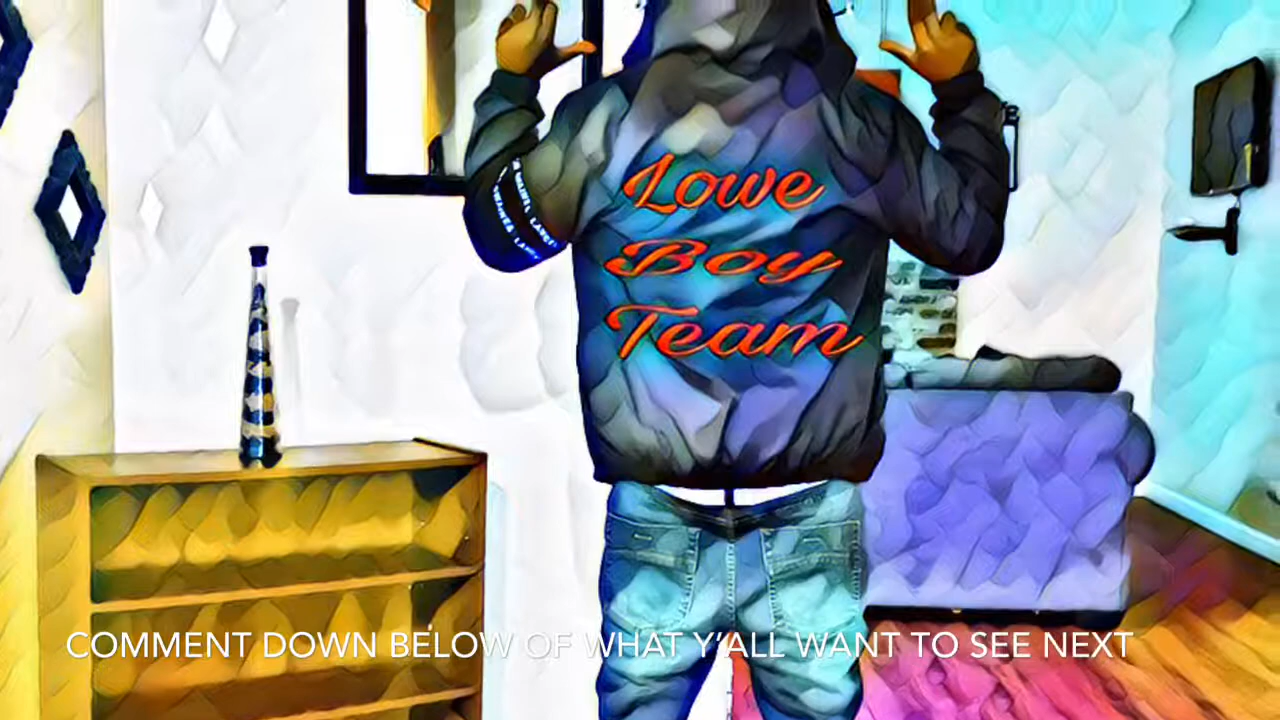 Lowe
Boy
Team
COMMENT DOWN BELOW OF WHAT Y'ALL WANT TO SEE NEXT